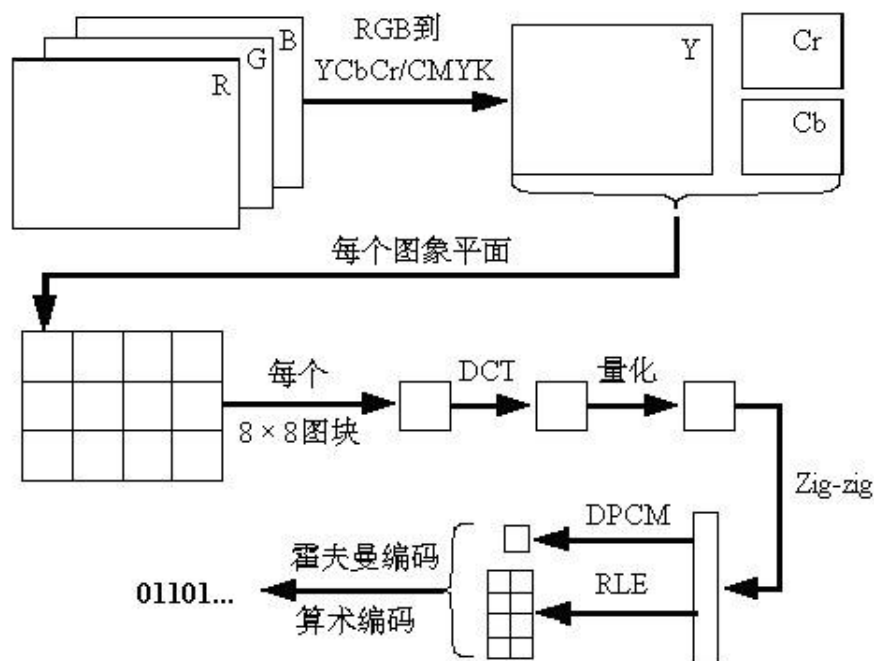 R
G
B
RGB到
YCbCr/CMYK
Y
Cr
Cb
每个图象平面
每个
8×8图块
DCT
量化
Zig-zig
DPCM
RLE
霍夫曼编码
算术编码
01101...